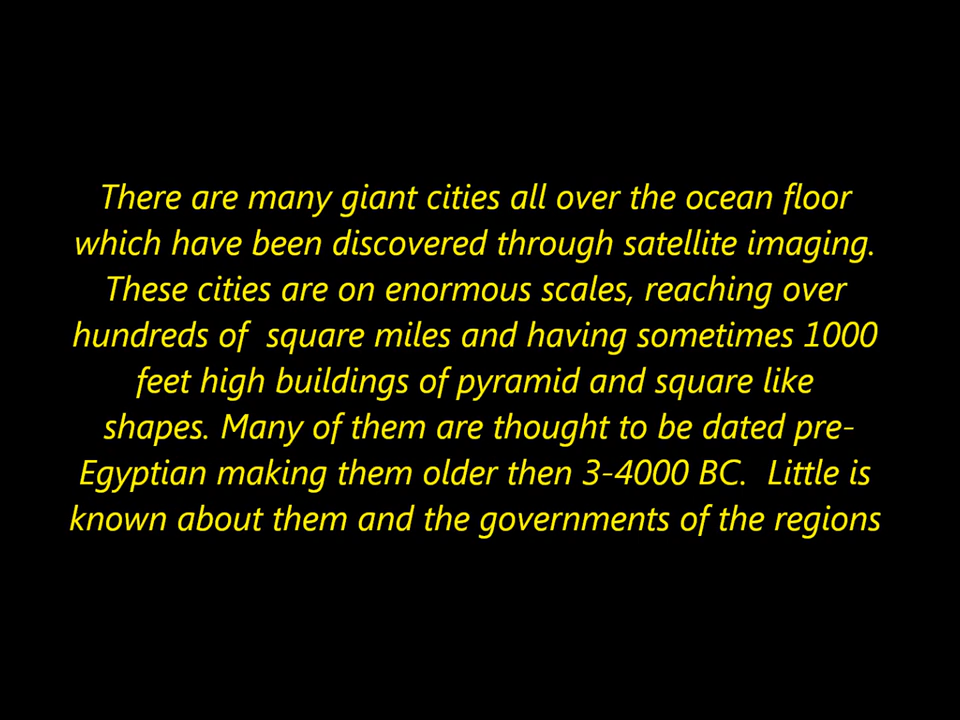 There are many giant cities all over the ocean floor
which have been discovered through satellite imaging.
These cities are on enormous scales, reaching over
hundreds of  square miles and having sometimes 1000
feet high buildings of pyramid and square like
shapes. Many of them are thought to be dated pre-
Egyptian making them older then 3-4000 BC.  Little is
known about them and the governments of the regions